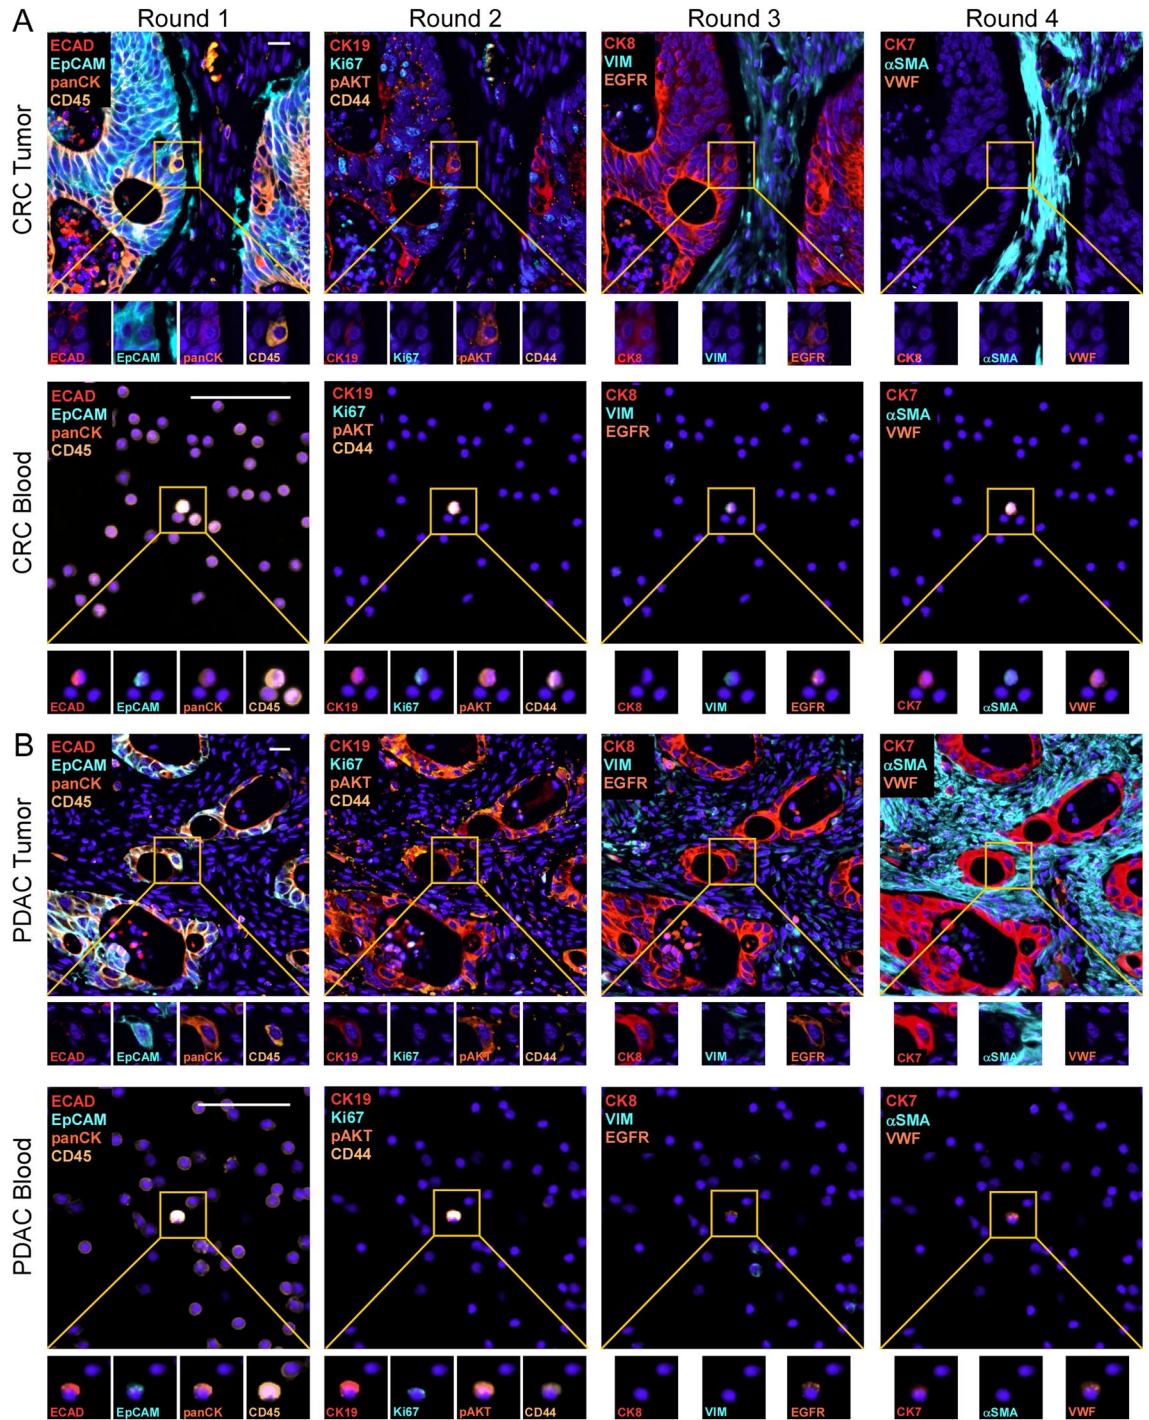 A
Round 1
Round 2
Round 3
Round 4
CRC Tumor
ECAD
EpCAM
panCK
CD45
CK19
Ki67
pAKT
CD44
CK8
VIM
EGFR
CK7
αSMA
VWF
ECAD
EpCAM
panCK
CD45
CK19
Ki67
pAKT
CD44
CK8
VIM
EGFR
CK8
αSMA
VWF
CRC Blood
ECAD
EpCAM
panCK
CD45
CK19
Ki67
pAKT
CD44
CK8
VIM
EGFR
CK7
αSMA
VWF
ECAD
EpCAM
panCK
CD45
CK19
Ki67
pAKT
CD44
CK8
VIM
EGFR
CK7
αSMA
VWF
B
PDAC Tumor
ECAD
EpCAM
panCK
CD45
CK19
Ki67
pAKT
CD44
CK8
VIM
EGFR
CK7
αSMA
VWF
ECAD
EpCAM
panCK
CD45
CK19
Ki67
pAKT
CD44
CK8
VIM
EGFR
CK7
αSMA
VWF
PDAC Blood
ECAD
EpCAM
panCK
CD45
CK19
Ki67
pAKT
CD44
CK8
VIM
EGFR
CK7
αSMA
VWF
ECAD
EpCAM
panCK
CD45
CK19
Ki67
pAKT
CD44
CK8
VIM
EGFR
CK7
αSMA
VWF